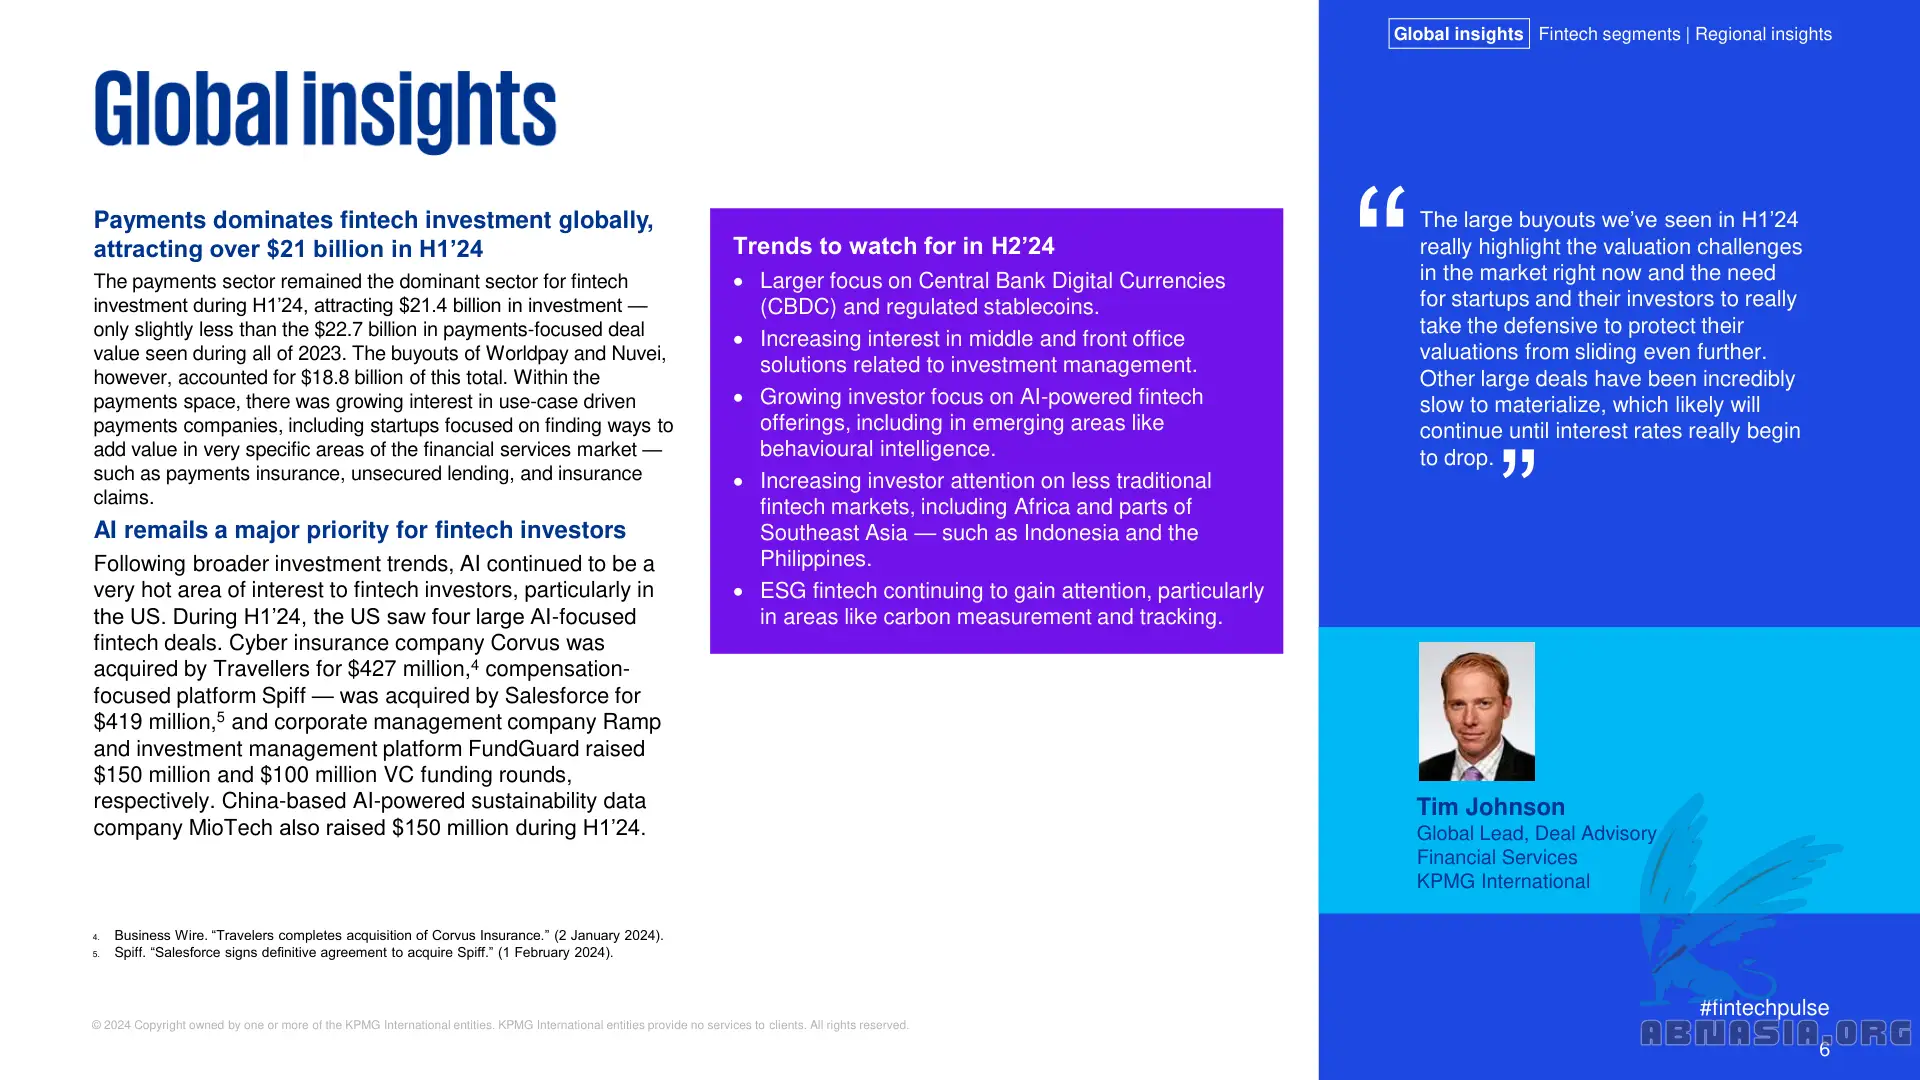 Global insights Fintech segments | Regional insights
Global insights
Payments dominates fintech investment globally,
attracting over $21 billion in H1’24
The payments sector remained the dominant sector for fintech
investment during H1’24, attracting $21.4 billion in investment —
only slightly less than the $22.7 billion in payments-focused deal
value seen during all of 2023. The buyouts of Worldpay and Nuvei,
however, accounted for $18.8 billion of this total. Within the
payments space, there was growing interest in use-case driven
payments companies, including startups focused on finding ways to
add value in very specific areas of the financial services market —
such as payments insurance, unsecured lending, and insurance
claims.
AI remails a major priority for fintech investors
Following broader investment trends, AI continued to be a
very hot area of interest to fintech investors, particularly in
the US. During H1’24, the US saw four large AI-focused
fintech deals. Cyber insurance company Corvus was
acquired by Travellers for $427 million,4 compensation-
focused platform Spiff — was acquired by Salesforce for
$419 million,5 and corporate management company Ramp
and investment management platform FundGuard raised
$150 million and $100 million VC funding rounds,
respectively. China-based AI-powered sustainability data
company MioTech also raised $150 million during H1’24.
Trends to watch for in H2’24
• Larger focus on Central Bank Digital Currencies
(CBDC) and regulated stablecoins.
• Increasing interest in middle and front office
solutions related to investment management.
• Growing investor focus on AI-powered fintech
offerings, including in emerging areas like
behavioural intelligence.
• Increasing investor attention on less traditional
fintech markets, including Africa and parts of
Southeast Asia — such as Indonesia and the
Philippines.
• ESG fintech continuing to gain attention, particularly
in areas like carbon measurement and tracking.
“ The large buyouts we’ve seen in H1’24
really highlight the valuation challenges
in the market right now and the need
for startups and their investors to really
take the defensive to protect their
valuations from sliding even further.
Other large deals have been incredibly
slow to materialize, which likely will
continue until interest rates really begin
to drop. ”
Tim Johnson
Global Lead, Deal Advisory
Financial Services
KPMG International
4. Business Wire. “Travelers completes acquisition of Corvus Insurance.” (2 January 2024).
5. Spiff. “Salesforce signs definitive agreement to acquire Spiff.” (1 February 2024).
© 2024 Copyright owned by one or more of the KPMG International entities. KPMG International entities provide no services to clients. All rights reserved.
#fintechpulse
ABNASIA.ORG
6